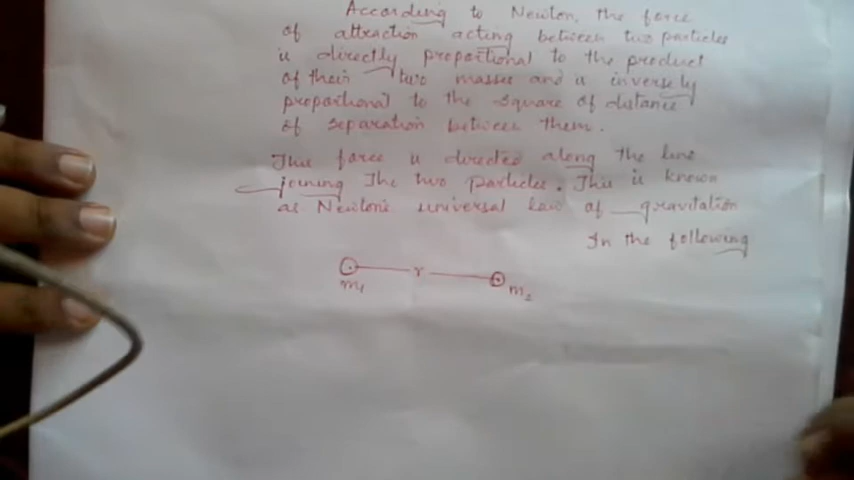 According to Newton, the force
of attraction acting between two particles
is directly proportional to the product
of their two masses and is inversely
proportional to the square of distance
of separation between them.
This force is directed along the line
joining The two particles. This is known
as Newton's universal law of gravitation
In the following
r
m₁ m₂